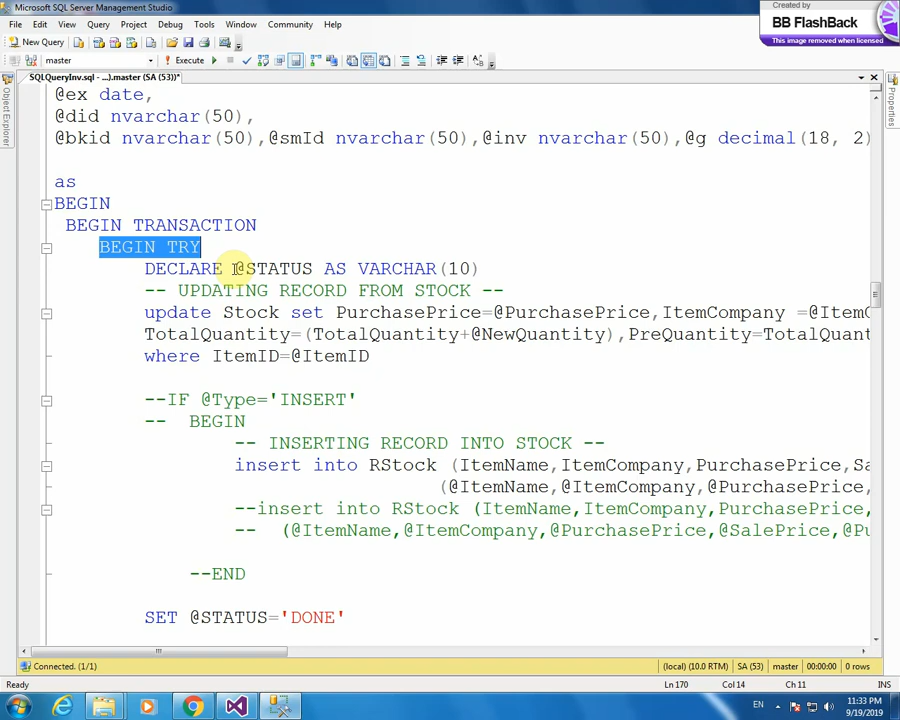 Microsoft SQL Server Management Studio
Created by
BB FlashBack
This image removed when licensed
File Edit View Query Project Debug Tools Window Community Help
New Query
master Execute
SQLQueryInv.sql - ...).master (SA (53))*
Object Explorer
Properties
@ex date,
@did nvarchar(50),
@bkid nvarchar(50),@smId nvarchar(50),@inv nvarchar(50),@g decimal(18, 2)
as
BEGIN
BEGIN TRANSACTION
BEGIN TRY
DECLARE @STATUS AS VARCHAR(10)
-- UPDATING RECORD FROM STOCK --
update Stock set PurchasePrice=@PurchasePrice,ItemCompany =@ItemC
TotalQuantity=(TotalQuantity+@NewQuantity),PreQuantity=TotalQuant
where ItemID=@ItemID
--IF @Type='INSERT'
-- BEGIN
-- INSERTING RECORD INTO STOCK --
insert into RStock (ItemName,ItemCompany,PurchasePrice,Sa
(@ItemName,@ItemCompany,@PurchasePrice,
--insert into RStock (ItemName,ItemCompany,PurchasePrice,
-- (@ItemName,@ItemCompany,@PurchasePrice,@SalePrice,@Pu
--END
SET @STATUS='DONE'
Connected. (1/1) (local) (10.0 RTM) SA (53) master 00:00:00 0 rows
Ready Ln 170 Col 14 Ch 11 INS
EN 11:33 PM
9/19/2019